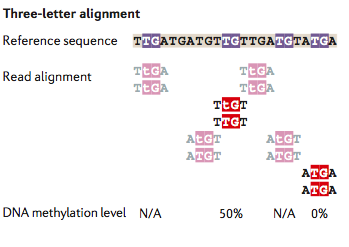 Three-letter alignment
Reference sequence TTGATGATGTTGTTGATGTATGA
Read alignment TtGA TtGA
TTGA TtGA
TtGT
TTGT
AtGT AtGT
ATGT ATGT
ATGA
ATGA
DNA methylation level N/A 50% N/A 0%